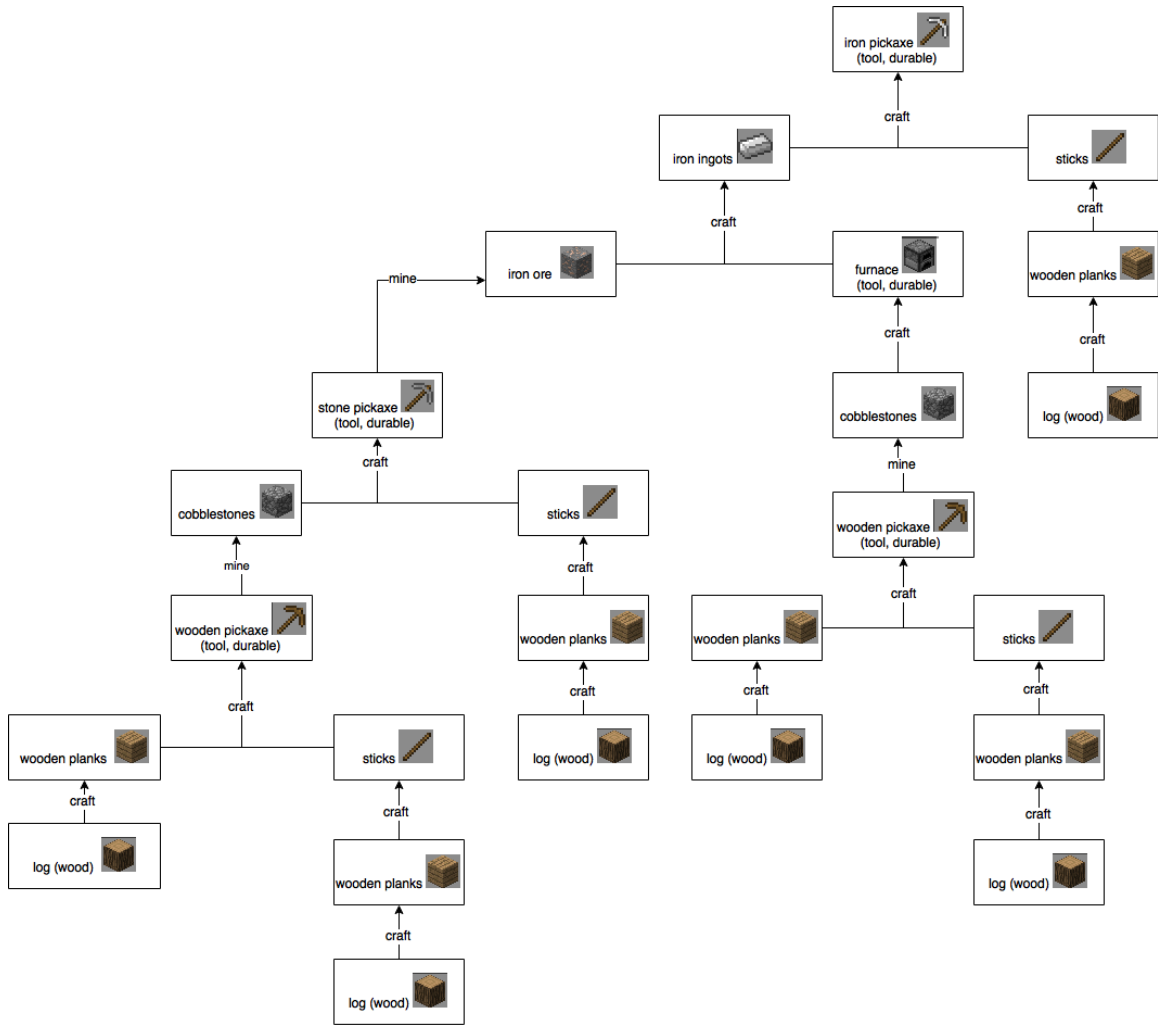 iron pickaxe
(tool, durable)
craft
iron ingots
sticks
craft
craft
iron ore
furnace
(tool, durable)
wooden planks
mine
craft
craft
stone pickaxe
(tool, durable)
cobblestones
log (wood)
craft
mine
cobblestones
sticks
wooden pickaxe
(tool, durable)
mine
craft
craft
wooden pickaxe
(tool, durable)
wooden planks
wooden planks
sticks
craft
craft
craft
craft
wooden planks
sticks
log (wood)
log (wood)
wooden planks
craft
craft
craft
log (wood)
wooden planks
log (wood)
craft
log (wood)